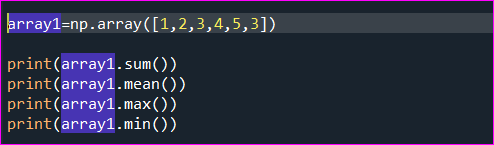 array1=np.array([1,2,3,4,5,3])
print(array1.sum())
print(array1.mean())
print(array1.max())
print(array1.min())